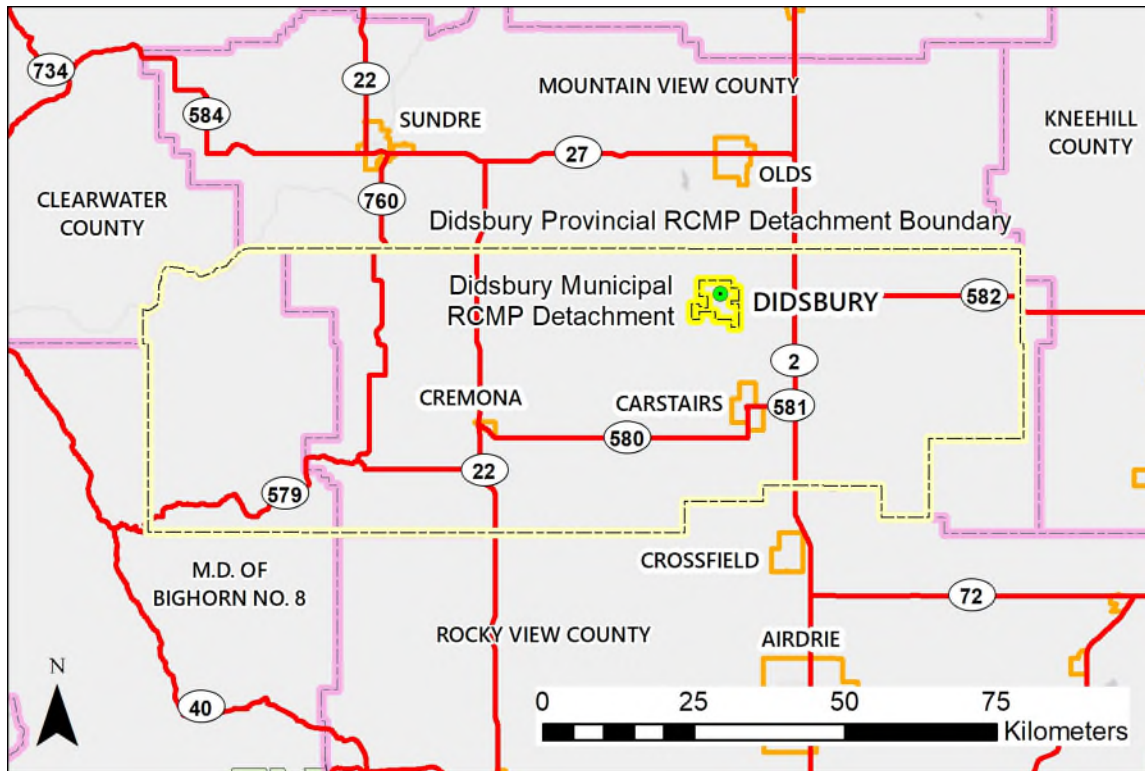 734
22
584
SUNDRE
MOUNTAIN VIEW COUNTY
KNEEHILL
COUNTY
27
OLDS
CLEARWATER
COUNTY
760
Didsbury Provincial RCMP Detachment Boundary
Didsbury Municipal
RCMP Detachment
DIDSBURY
582
2
CREMONA
CARSTAIRS
581
580
22
579
CROSSFIELD
M.D. OF
BIGHORN NO. 8
72
ROCKY VIEW COUNTY
AIRDRIE
N
40
0 25 50 75
Kilometers